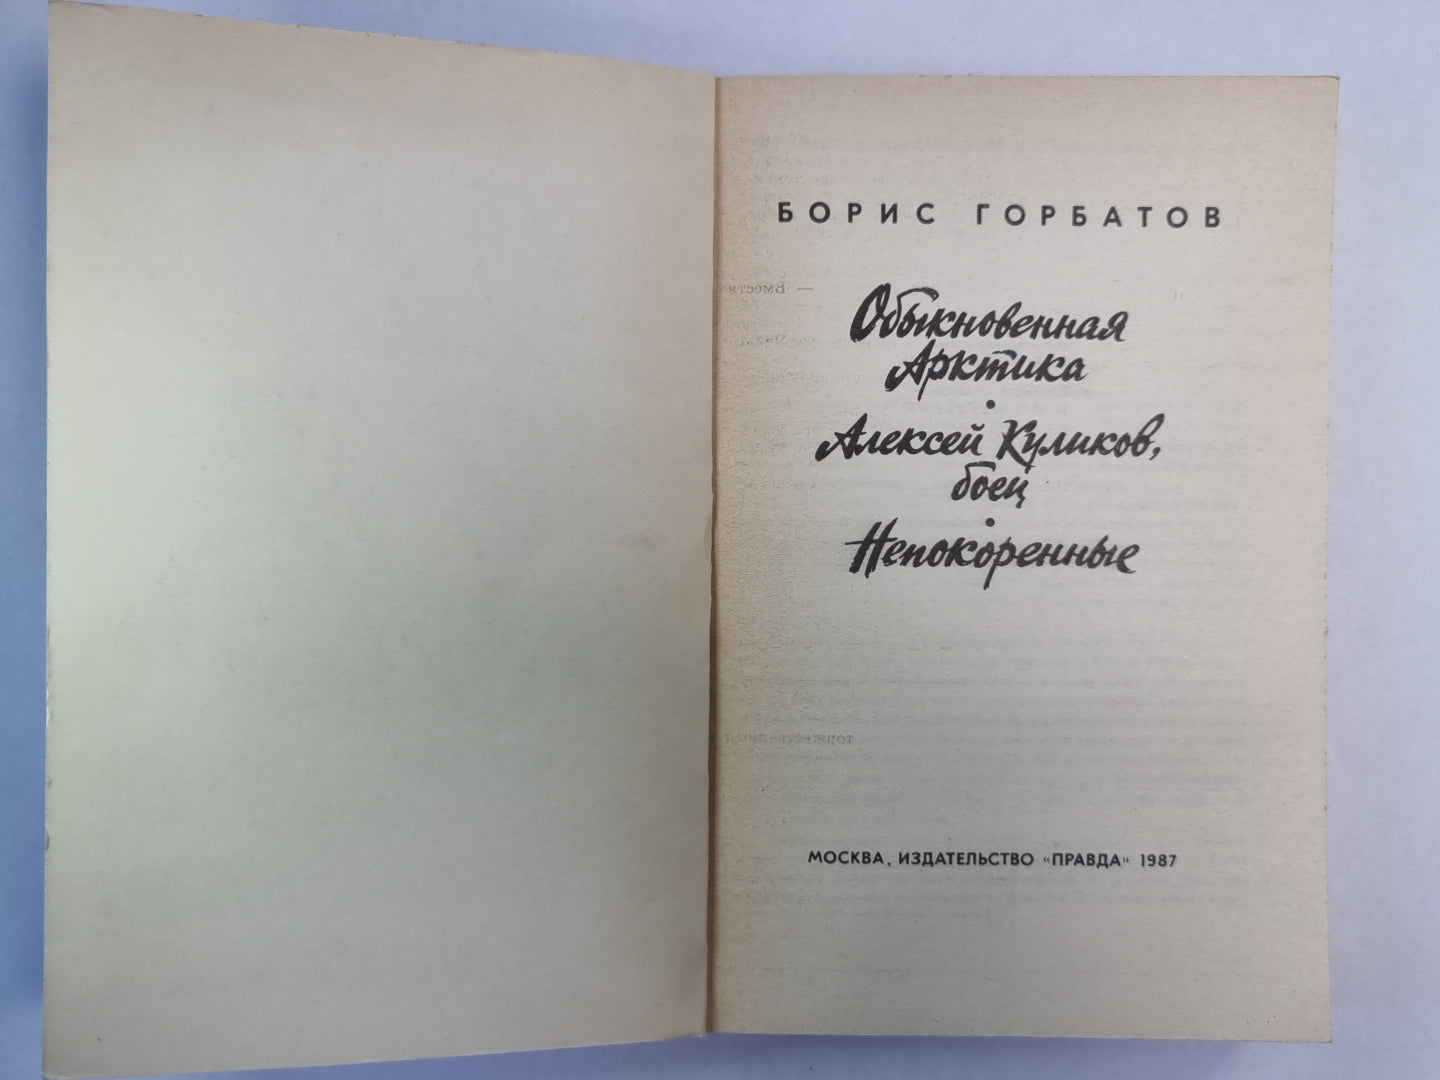 БОРИС ГОРБАТОВ
Обыкновенная
Арктика
•
Алексей Куликов,
боец
•
Непокоренные
МОСКВА, ИЗДАТЕЛЬСТВО «ПРАВДА» 1987